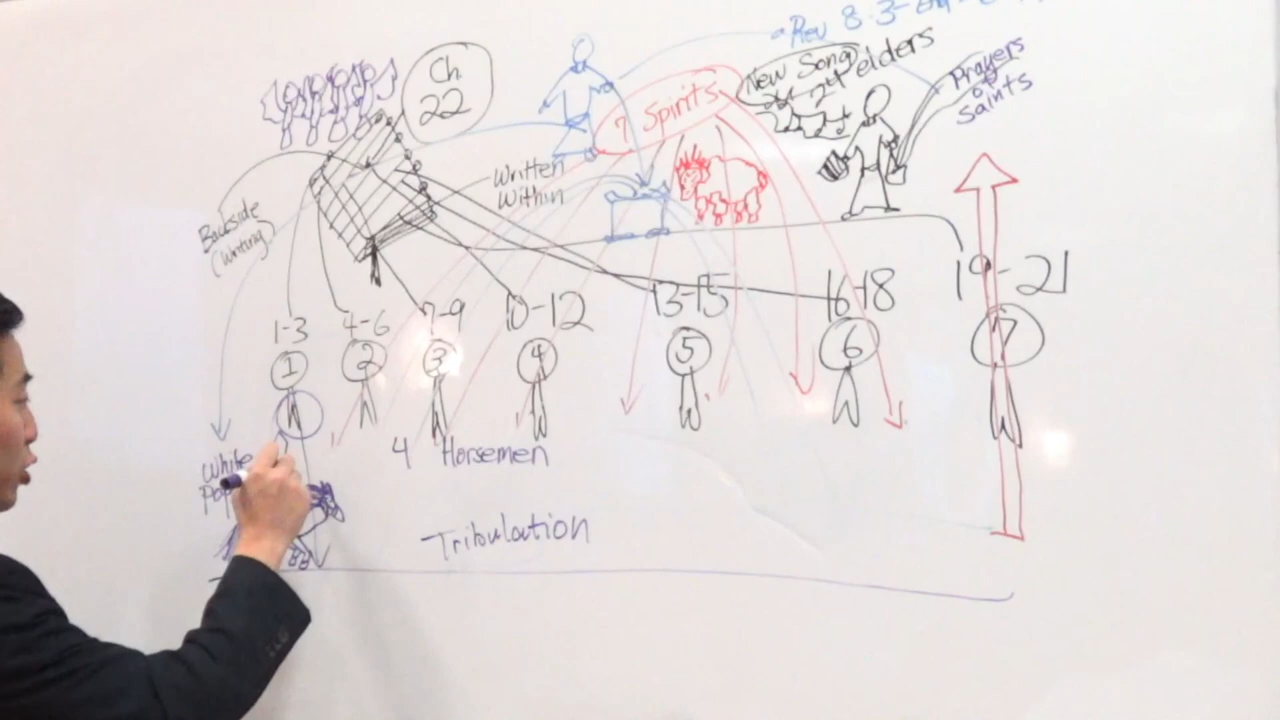 Rev 8:3-
Ch
22
7 Spirits
New Song
24 elders
Prayers
of
Saints
Written
Within
Backside
(Writing)
1-3
4-6
7-9
10-12
13-15
16-18
19-21
1
2
3
4
5
6
7
4 Horsemen
White
Tribulation